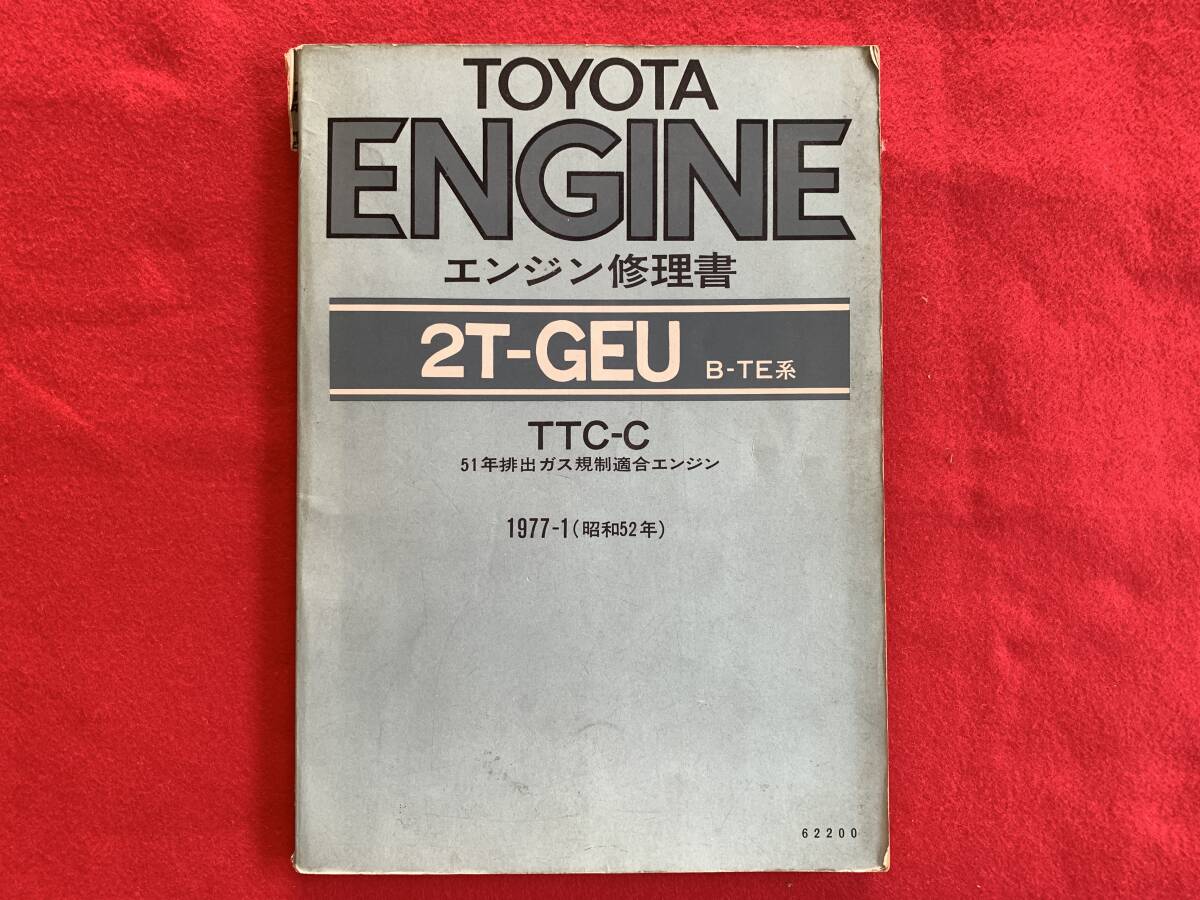 TOYOTA
ENGINE
エンジン修理書
2T-GEU B-TE系
TTC-C
51年排出ガス規制適合エンジン
1977-1(昭和52年)
62200